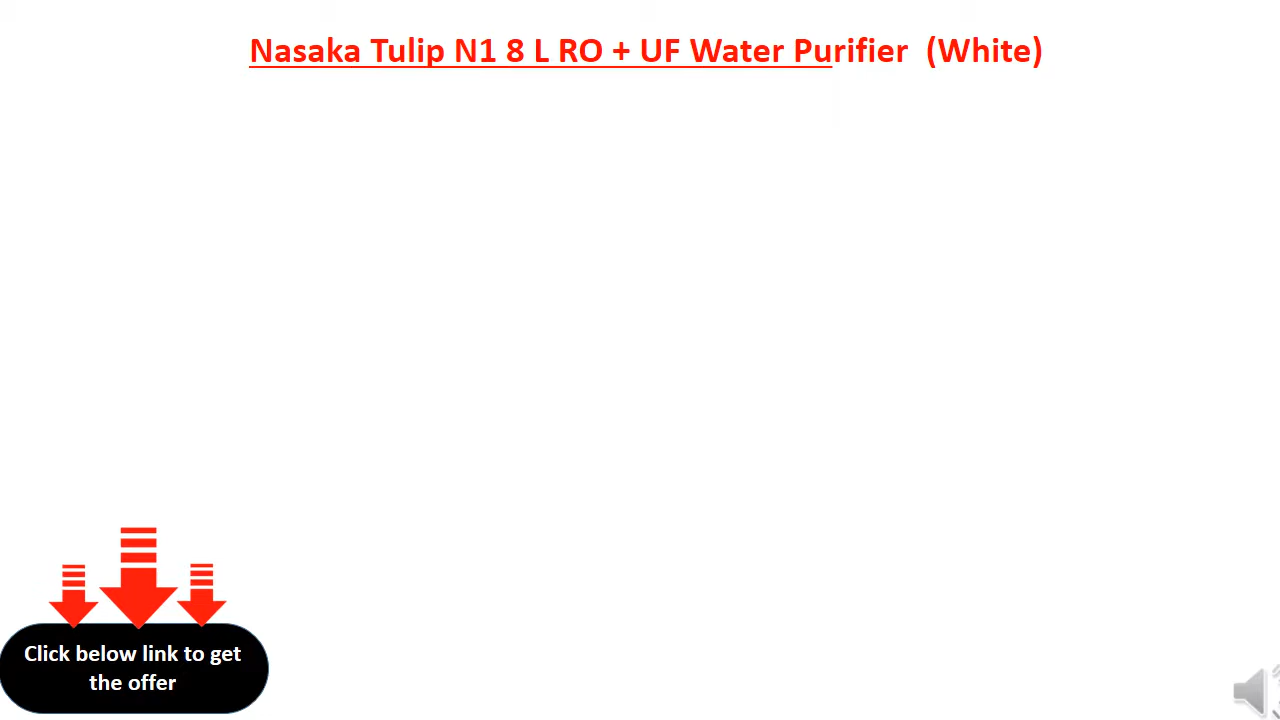 Nasaka Tulip N1 8 L RO + UF Water Purifier  (White)
Click below link to get
the offer